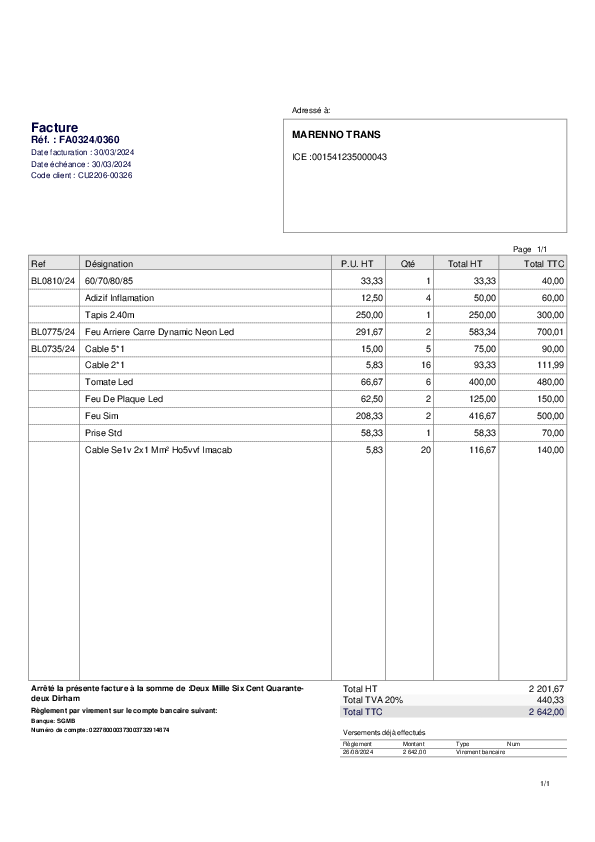 Adressé à:
Facture
Réf. : FA0324/0360
Date facturation : 30/03/2024
Date échéance : 30/03/2024
Code client : CU2206-00326
MARENNO TRANS
ICE :001541235000043
Page 1/1
Ref Désignation P.U. HT Qté Total HT Total TTC
BL0810/24 60/70/80/85 33,33 1 33,33 40,00
Adizif Inflamation 12,50 4 50,00 60,00
Tapis 2.40m 250,00 1 250,00 300,00
BL0775/24 Feu Arriere Carre Dynamic Neon Led 291,67 2 583,34 700,01
BL0735/24 Cable 5*1 15,00 5 75,00 90,00
Cable 2*1 5,83 16 93,33 111,99
Tomate Led 66,67 6 400,00 480,00
Feu De Plaque Led 62,50 2 125,00 150,00
Feu Sim 208,33 2 416,67 500,00
Prise Std 58,33 1 58,33 70,00
Cable Se1v 2x1 Mm² Ho5vvf Imacab 5,83 20 116,67 140,00
Arrêté la présente facture à la somme de :Deux Mille Six Cent Quarante-
deux Dirham
Règlement par virement sur le compte bancaire suivant:
Banque: SGMB
Numéro de compte: 02278000373003732914874
Total HT 2 201,67
Total TVA 20% 440,33
Total TTC 2 642,00
Versements déjà effectués
Règlement Montant Type Num
26/08/2024 2 642,00 Virement bancaire
1/1